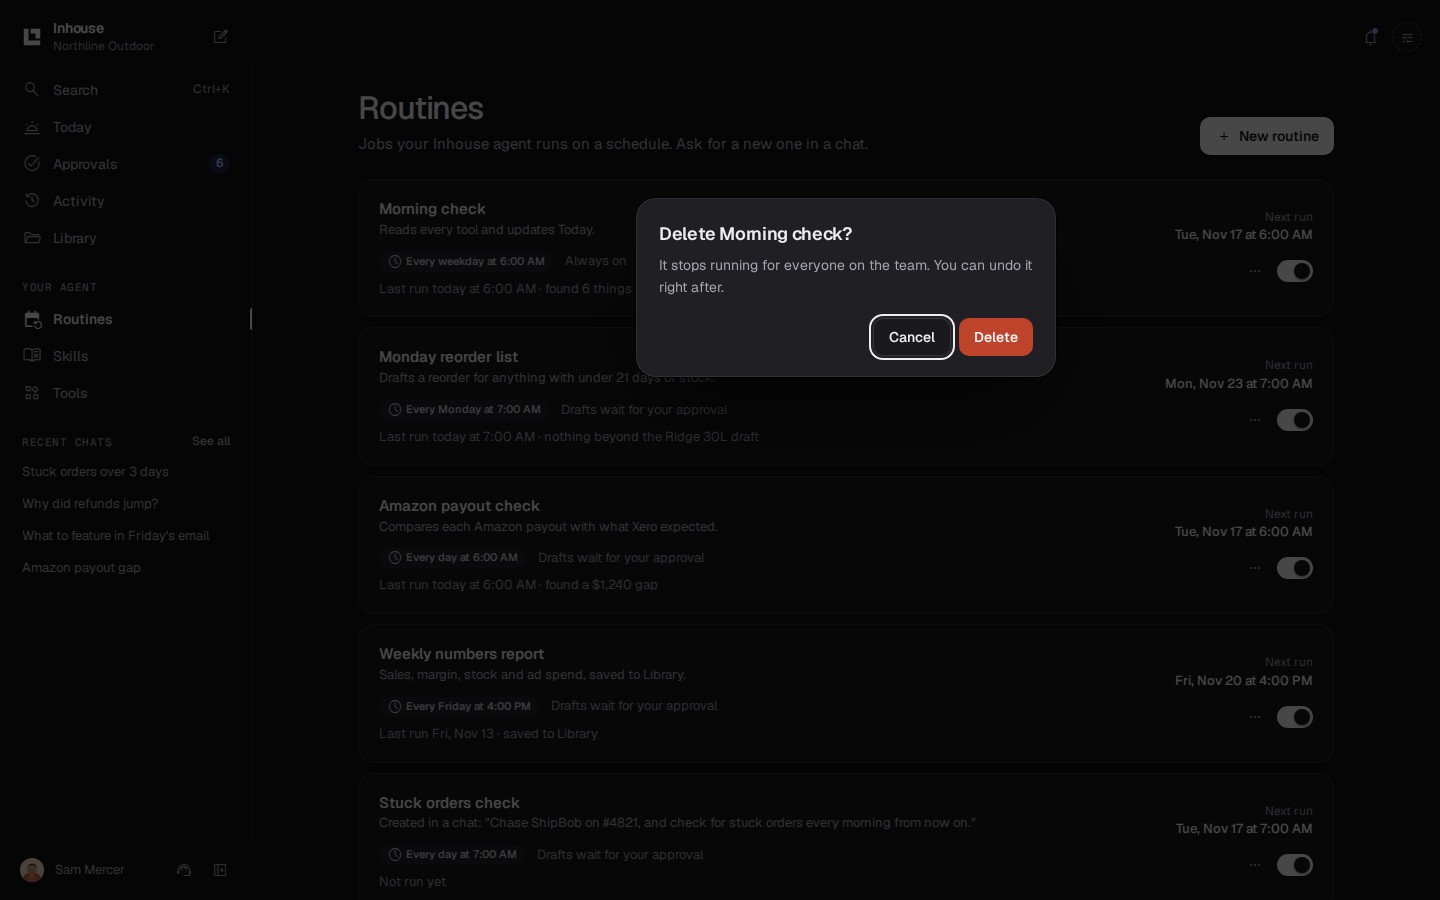 Inhouse
Northline Outdoor
Search Ctrl+K
Today
Approvals 6
Activity
Library
YOUR AGENT
Routines
Skills
Tools
RECENT CHATS See all
Stuck orders over 3 days
Why did refunds jump?
What to feature in Friday's email
Amazon payout gap
Sam Mercer
Routines
Jobs your Inhouse agent runs on a schedule. Ask for a new one in a chat.
+ New routine
Morning check
Reads every tool and updates Today.
Every weekday at 6:00 AM Always on
Last run today at 6:00 AM · found 6 things
Next run
Tue, Nov 17 at 6:00 AM
Delete Morning check?
It stops running for everyone on the team. You can undo it
right after.
Cancel Delete
Monday reorder list
Drafts a reorder for anything with under 21 days of stock.
Every Monday at 7:00 AM Drafts wait for your approval
Last run today at 7:00 AM · nothing beyond the Ridge 30L draft
Next run
Mon, Nov 23 at 7:00 AM
Amazon payout check
Compares each Amazon payout with what Xero expected.
Every day at 6:00 AM Drafts wait for your approval
Last run today at 6:00 AM · found a $1,240 gap
Next run
Tue, Nov 17 at 6:00 AM
Weekly numbers report
Sales, margin, stock and ad spend, saved to Library.
Every Friday at 4:00 PM Drafts wait for your approval
Last run Fri, Nov 13 · saved to Library
Next run
Fri, Nov 20 at 4:00 PM
Stuck orders check
Created in a chat: "Chase ShipBob on #4821, and check for stuck orders every morning from now on."
Every day at 7:00 AM Drafts wait for your approval
Not run yet
Next run
Tue, Nov 17 at 7:00 AM